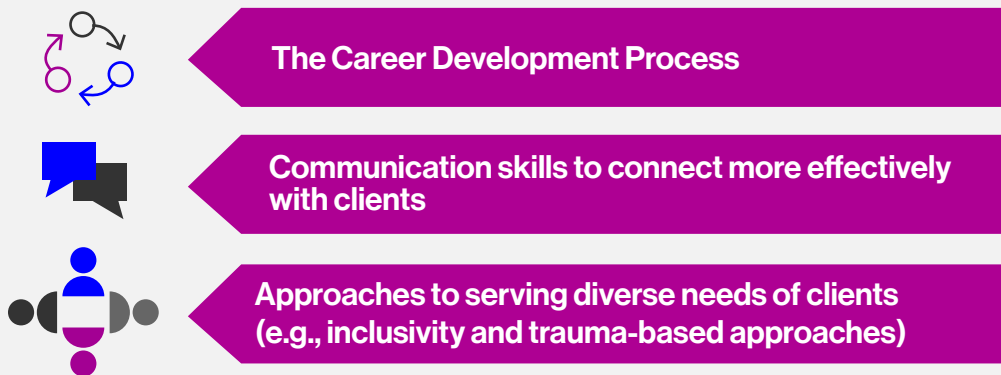 The Career Development Process
Communication skills to connect more effectively
with clients
Approaches to serving diverse needs of clients
(e.g., inclusivity and trauma-based approaches)